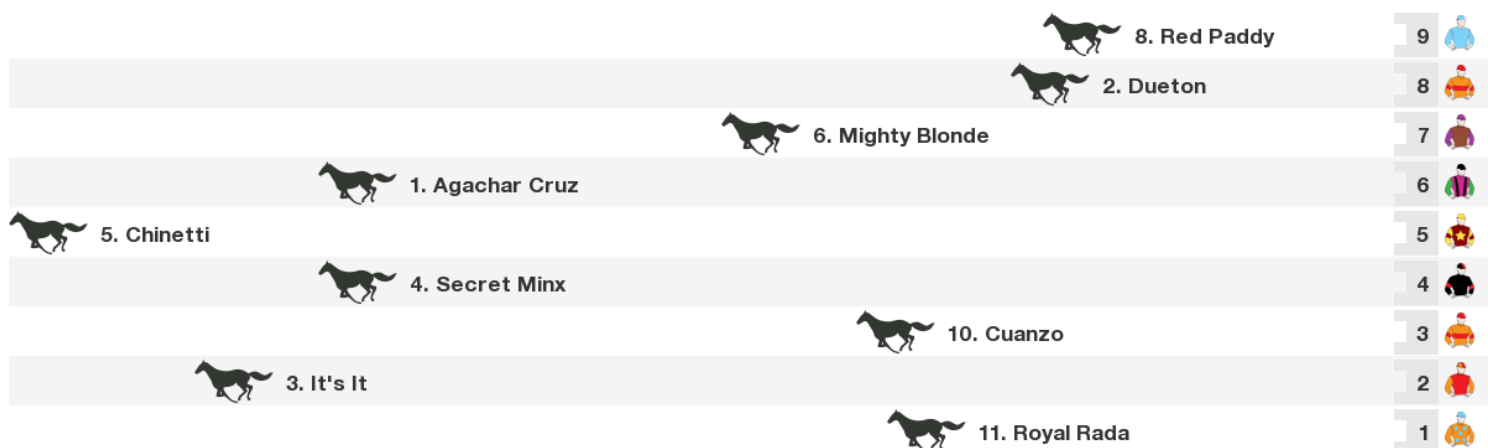 8. Red Paddy 9
2. Dueton 8
6. Mighty Blonde 7
1. Agachar Cruz 6
5. Chinetti 5
4. Secret Minx 4
10. Cuanzo 3
3. It's It 2
11. Royal Rada 1